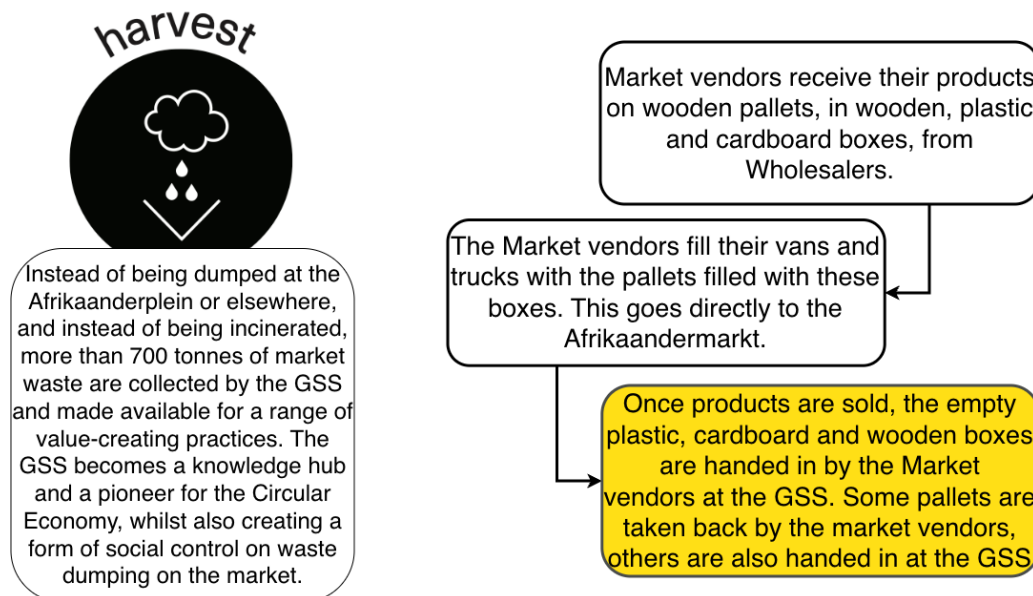 harvest
Instead of being dumped at the
Afrikaanderplein or elsewhere,
and instead of being incinerated,
more than 700 tonnes of market
waste are collected by the GSS
and made available for a range of
value-creating practices. The
GSS becomes a knowledge hub
and a pioneer for the Circular
Economy, whilst also creating a
form of social control on waste
dumping on the market.
Market vendors receive their products
on wooden pallets, in wooden, plastic
and cardboard boxes, from
Wholesalers.
The Market vendors fill their vans and
trucks with the pallets filled with these
boxes. This goes directly to the
Afrikaandermarkt.
Once products are sold, the empty
plastic, cardboard and wooden boxes
are handed in by the Market
vendors at the GSS. Some pallets are
taken back by the market vendors,
others are also handed in at the GSS